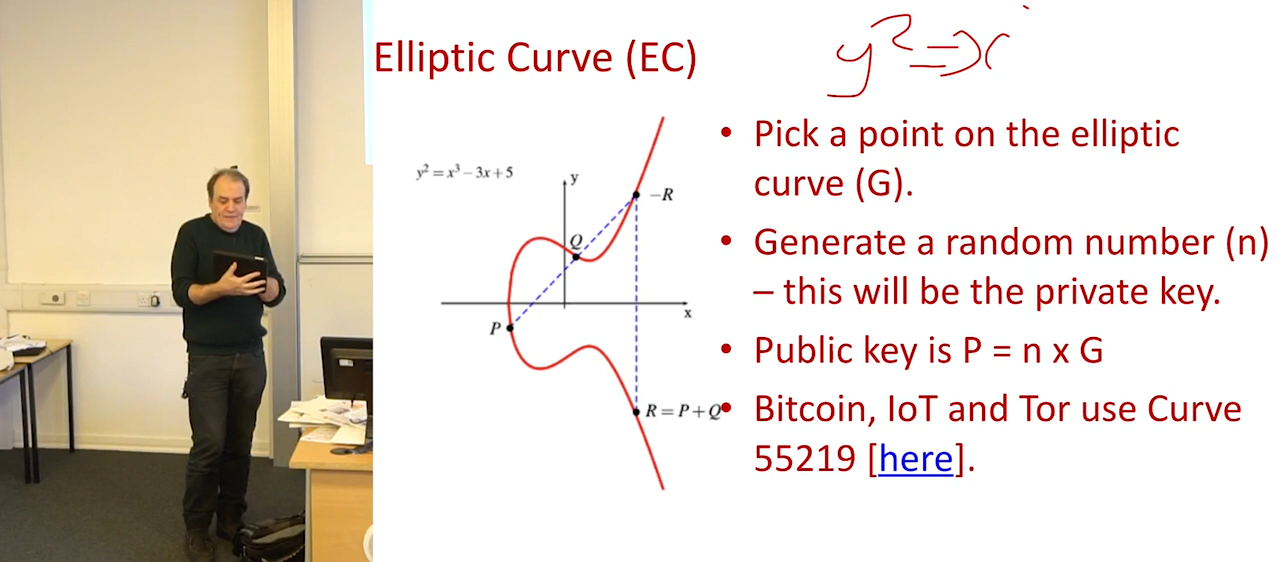 Elliptic Curve (EC)
y² = x
y² = x³ – 3x + 5
y
–R
Q
x
P
R = P + Q
• Pick a point on the elliptic
curve (G).
• Generate a random number (n)
– this will be the private key.
• Public key is P = n x G
• Bitcoin, IoT and Tor use Curve
55219 [here].